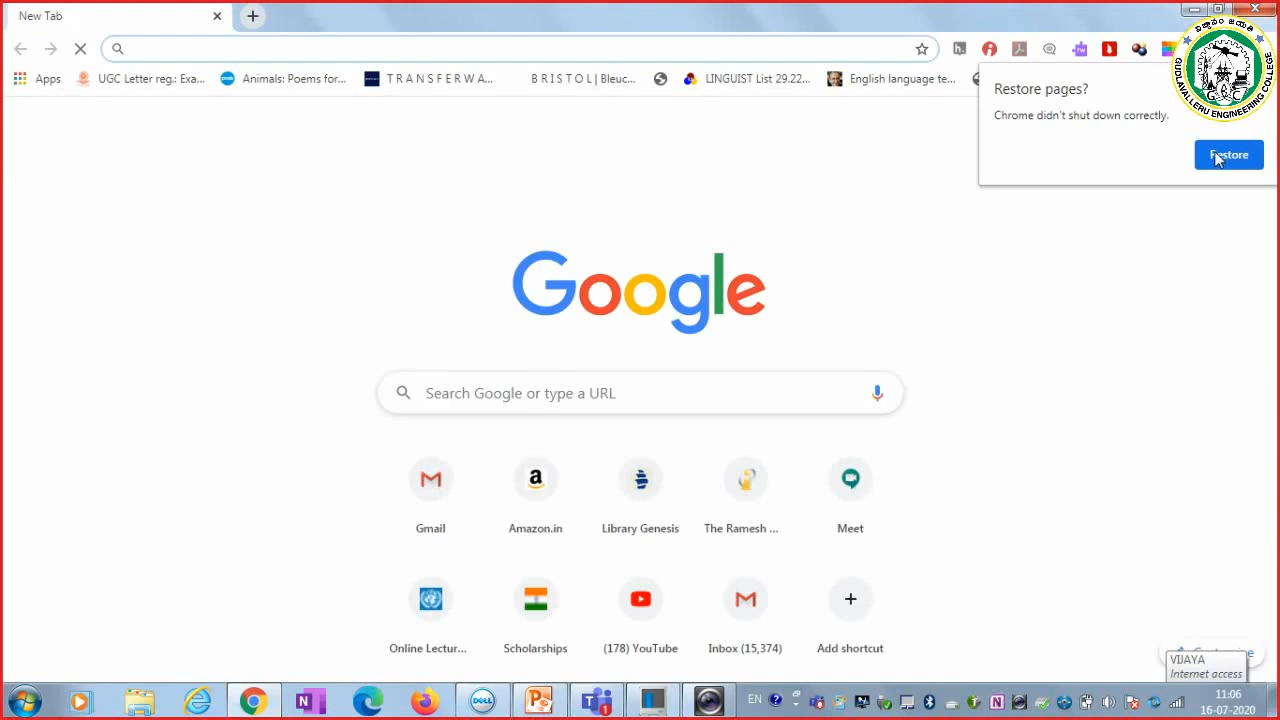 New Tab
Apps
UGC Letter reg.: Exa...
Animals: Poems for...
T R A N S F E R W A...
B R I S T O L | Bleuc...
LINGUIST List 29.22...
English language te...
Restore pages?
Chrome didn't shut down correctly.
Restore
GUDLAVALLERU ENGINEERING COLLEGE
Google
Search Google or type a URL
Gmail
Amazon.in
Library Genesis
The Ramesh ...
Meet
Online Lectur...
Scholarships
(178) YouTube
Inbox (15,374)
Add shortcut
VIJAYA
Internet access
EN
11:06
16-07-2020